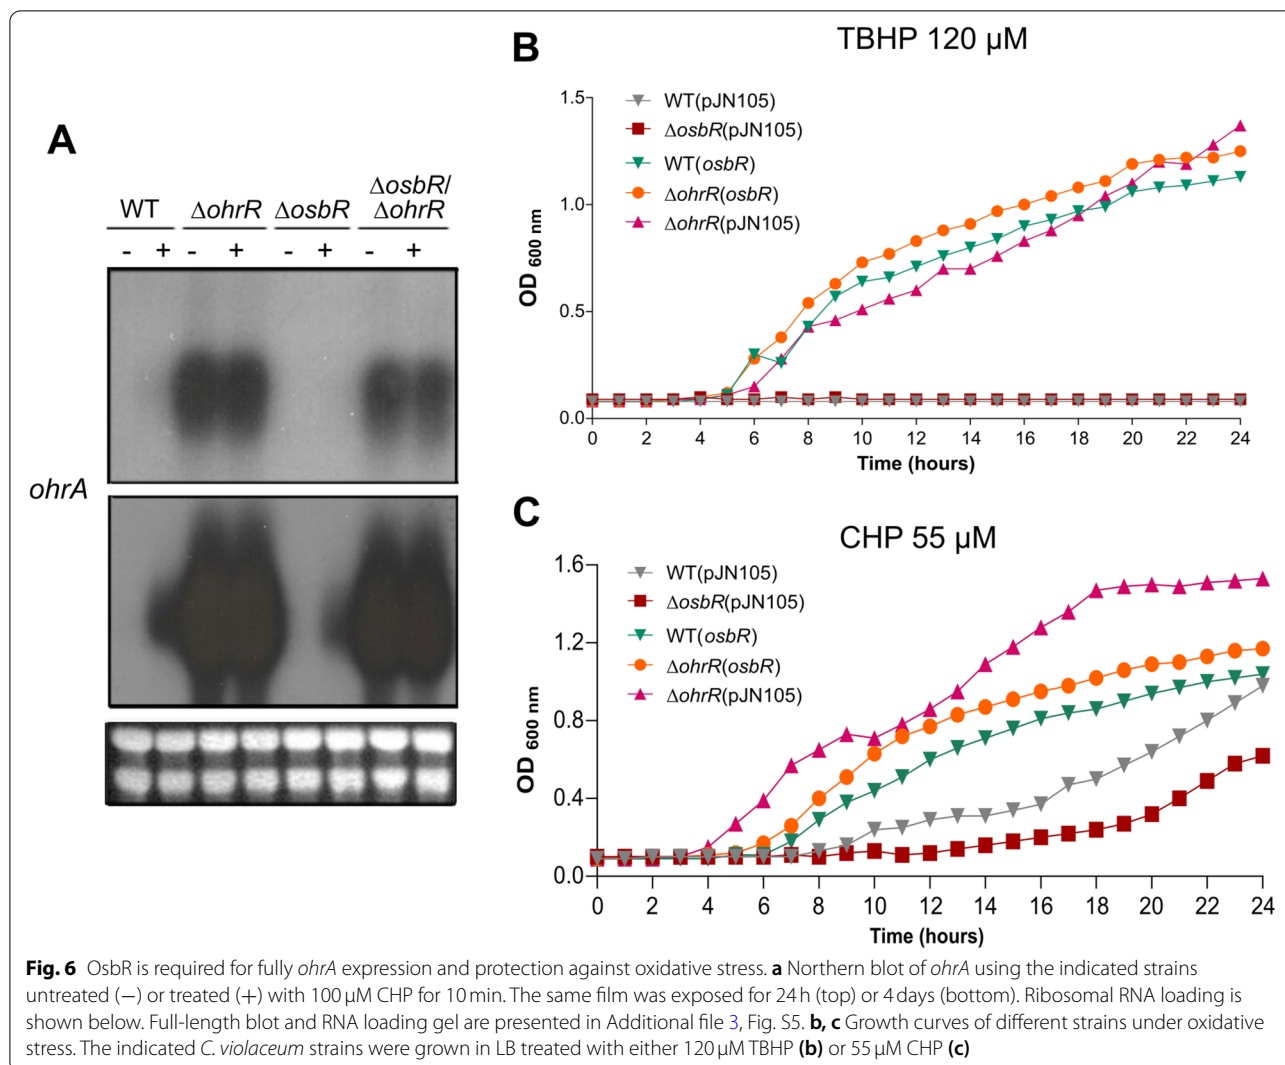 A
WT
ΔohrR
ΔosbR
ΔosbR/
ΔohrR
- + - + - + - +
ohrA
B
TBHP 120 µM
WT(pJN105)
ΔosbR(pJN105)
WT(osbR)
ΔohrR(osbR)
ΔohrR(pJN105)
OD 600 nm
1.5
1.0
0.5
0.0
0 2 4 6 8 10 12 14 16 18 20 22 24
Time (hours)
C
CHP 55 µM
WT(pJN105)
ΔosbR(pJN105)
WT(osbR)
ΔohrR(osbR)
ΔohrR(pJN105)
OD 600 nm
1.6
1.2
0.8
0.4
0.0
0 2 4 6 8 10 12 14 16 18 20 22 24
Time (hours)
Fig. 6 OsbR is required for fully ohrA expression and protection against oxidative stress. a Northern blot of ohrA using the indicated strains
untreated (−) or treated (+) with 100 µM CHP for 10 min. The same film was exposed for 24 h (top) or 4 days (bottom). Ribosomal RNA loading is
shown below. Full-length blot and RNA loading gel are presented in Additional file 3, Fig. S5. b, c Growth curves of different strains under oxidative
stress. The indicated C. violaceum strains were grown in LB treated with either 120 µM TBHP (b) or 55 µM CHP (c)